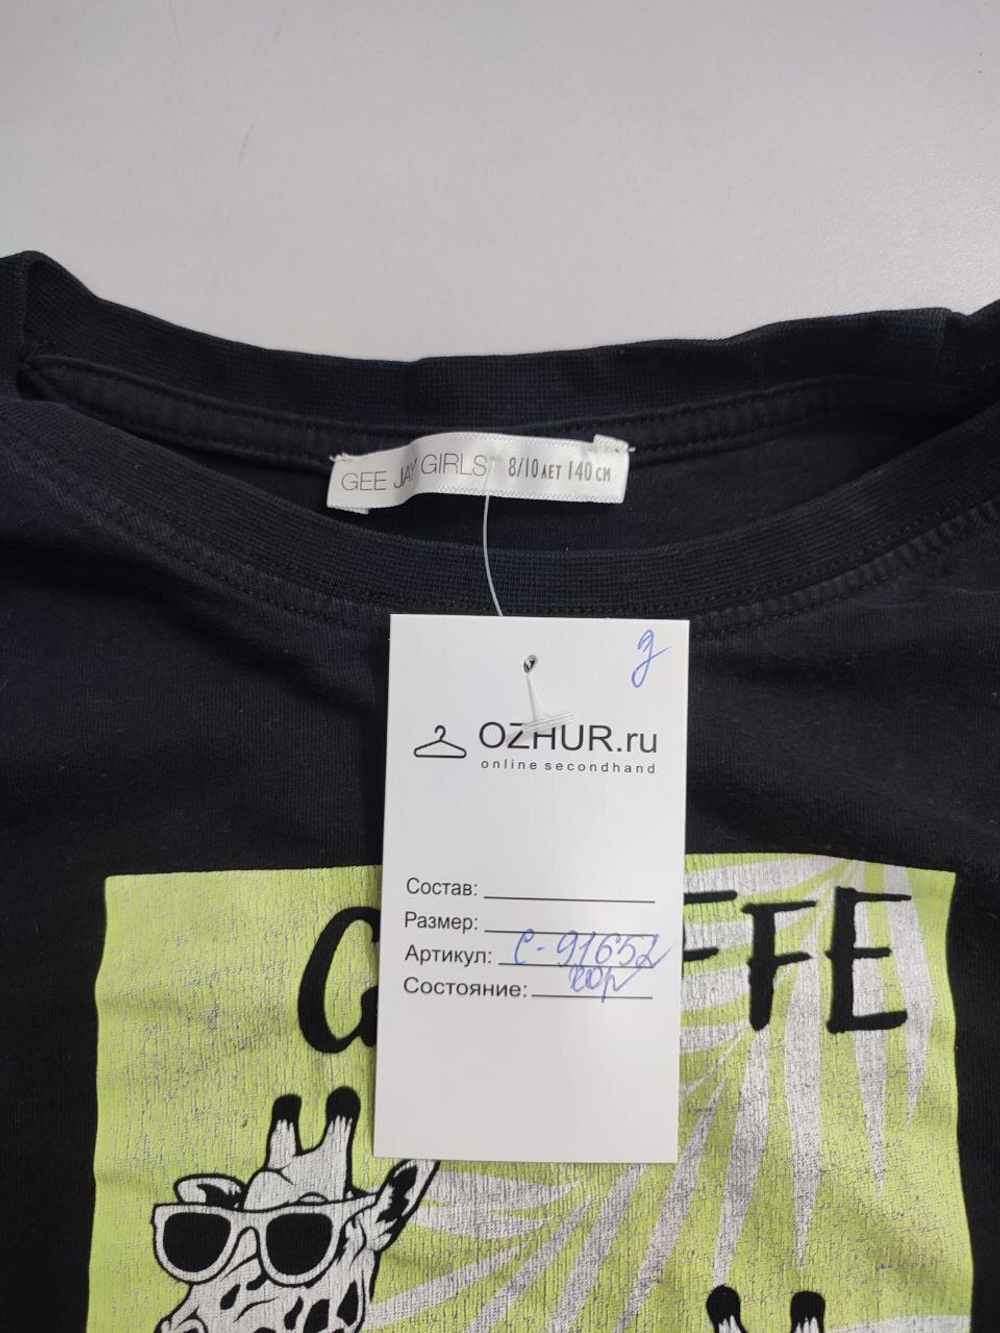 GEE JAY GIRLS 8/10 ЛЕТ 140 СМ
д
OZHUR.ru
online secondhand
Состав:
Размер:
Артикул: С-91652
Состояние: хор
G FFE